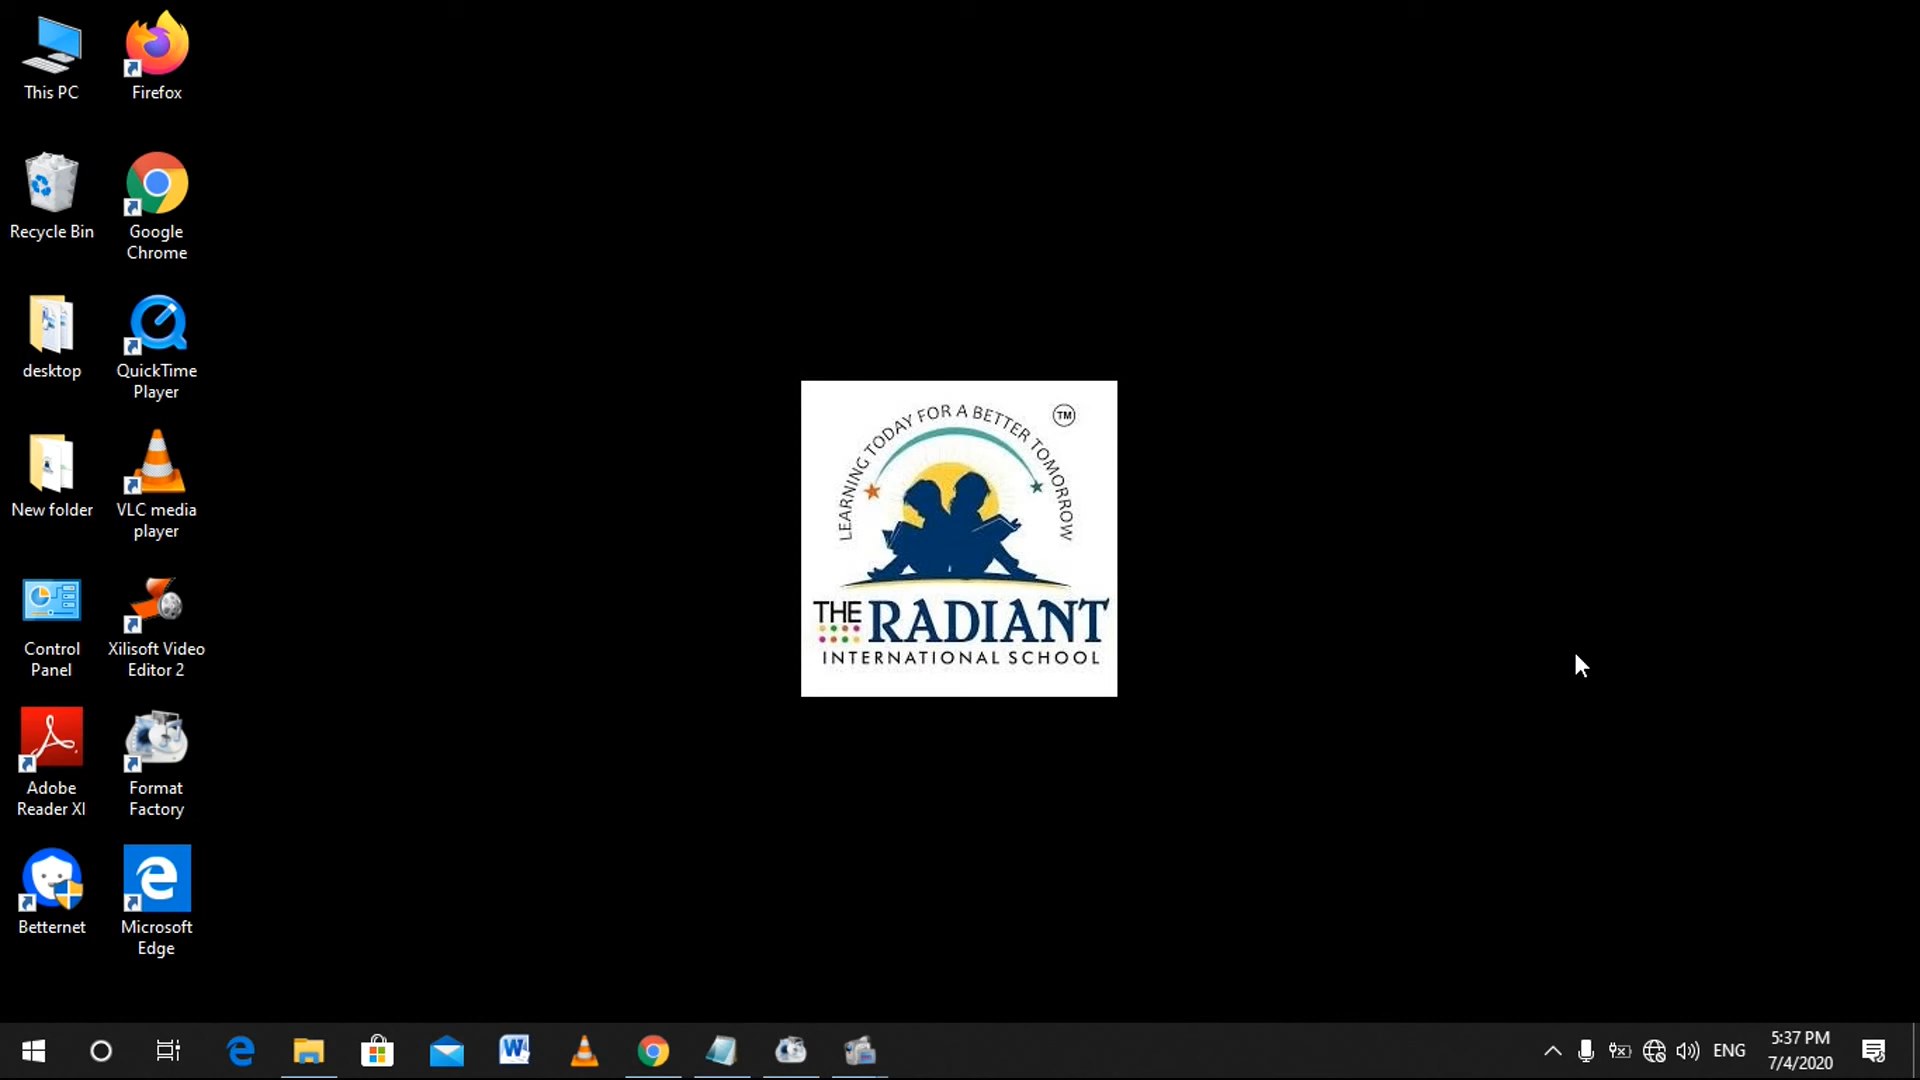 This PC
Firefox
Recycle Bin
Google
Chrome
desktop
QuickTime
Player
New folder
VLC media
player
Control
Panel
Xilisoft Video
Editor 2
Adobe
Reader XI
Format
Factory
Betternet
Microsoft
Edge
LEARNING TODAY FOR A BETTER TOMORROW
TM
THE RADIANT
INTERNATIONAL SCHOOL
W
ENG
5:37 PM
7/4/2020